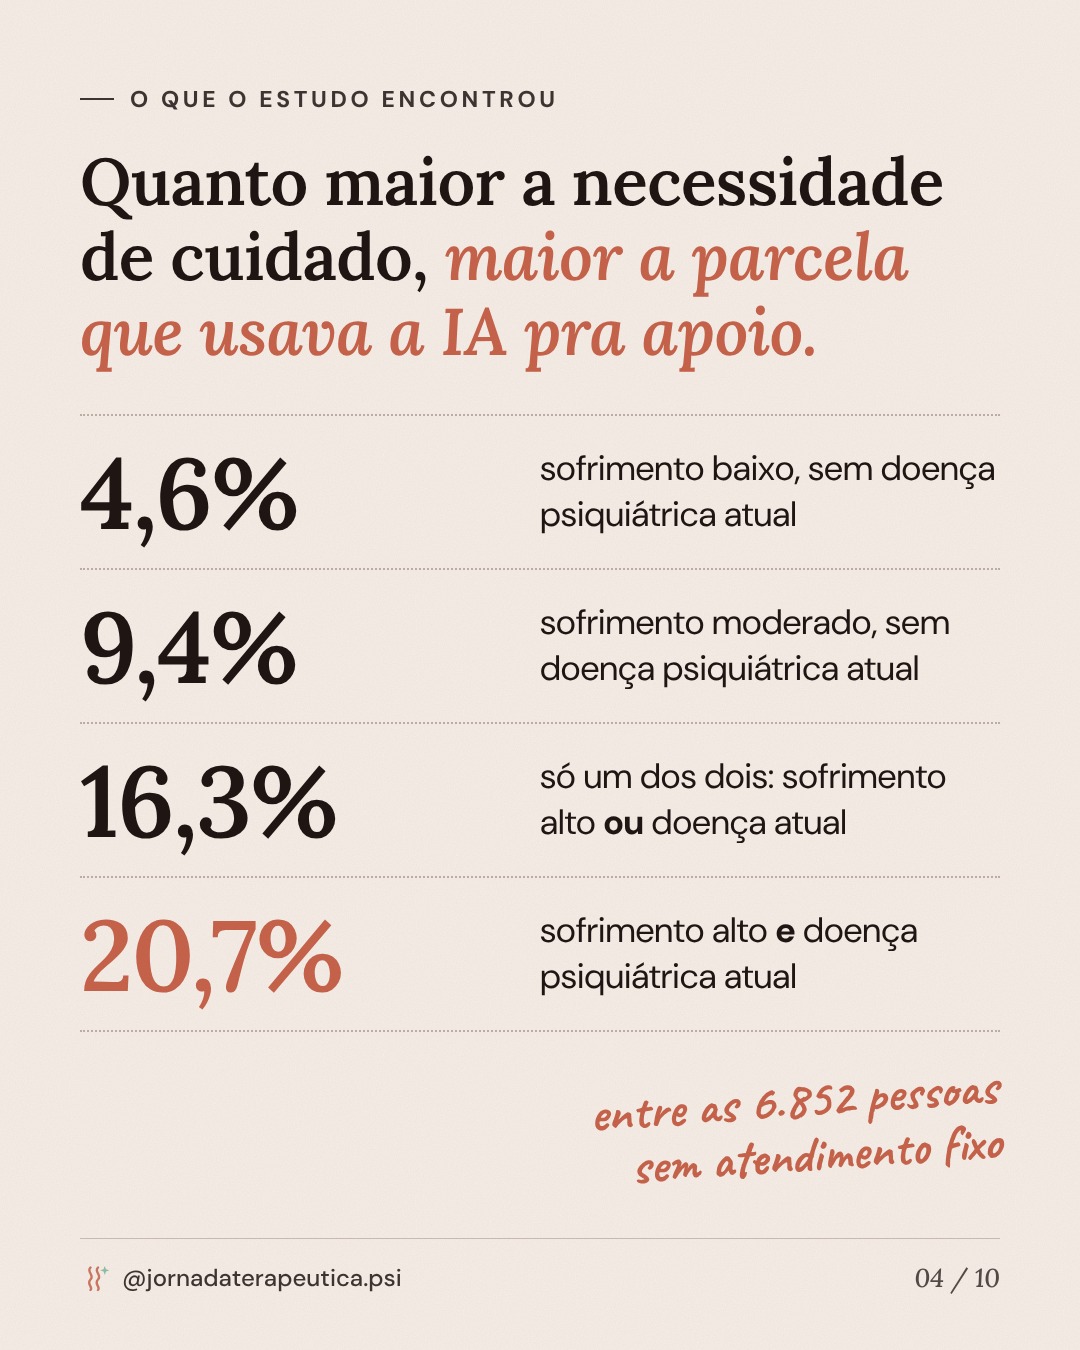 O QUE O ESTUDO ENCONTROU
Quanto maior a necessidade
de cuidado, maior a parcela
que usava a IA pra apoio.
4,6%
sofrimento baixo, sem doença
psiquiátrica atual
9,4%
sofrimento moderado, sem
doença psiquiátrica atual
16,3%
só um dos dois: sofrimento
alto ou doença atual
20,7%
sofrimento alto e doença
psiquiátrica atual
entre as 6.852 pessoas
sem atendimento fixo
@jornadaterapeutica.psi
04 / 10